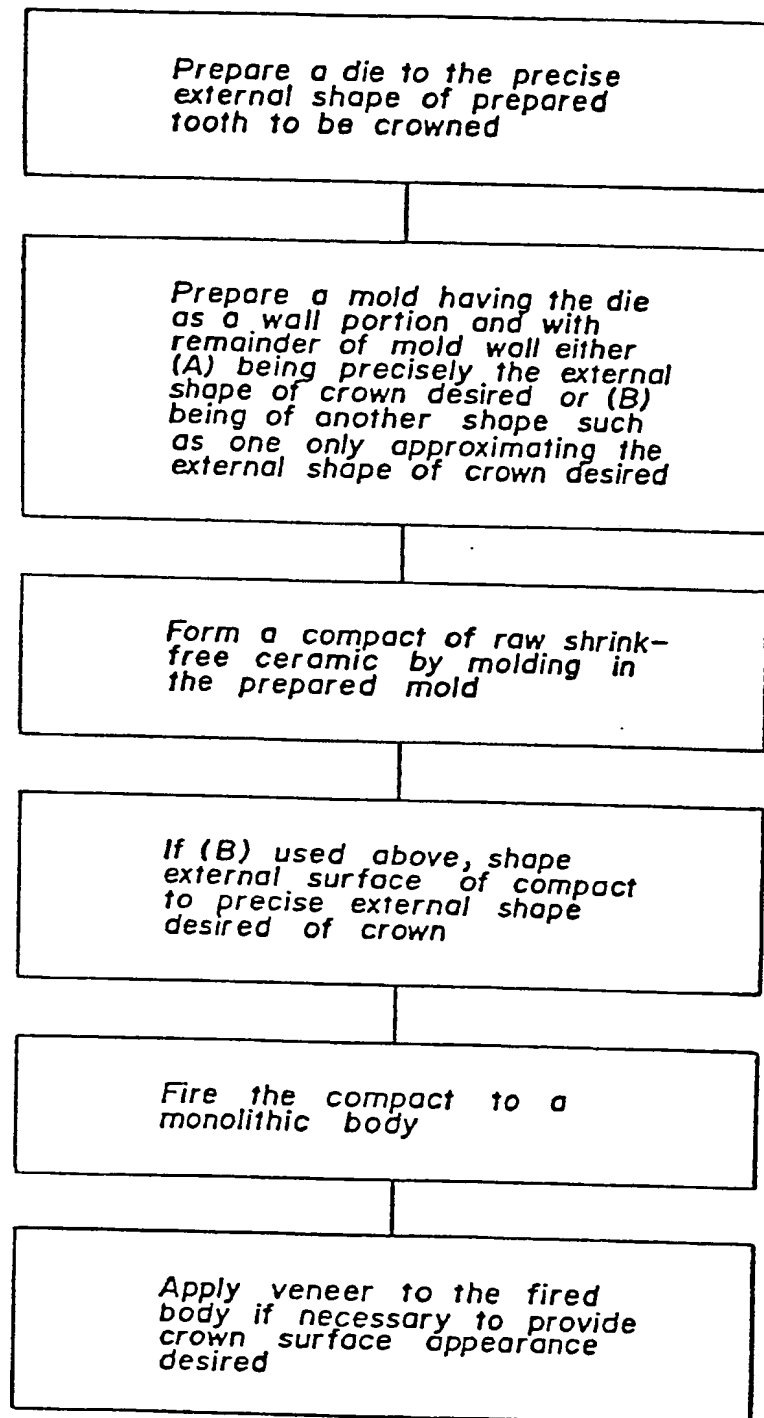 Prepare a die to the precise
external shape of prepared
tooth to be crowned
Prepare a mold having the die
as a wall portion and with
remainder of mold wall either
(A) being precisely the external
shape of crown desired or (B)
being of another shape such
as one only approximating the
external shape of crown desired
Form a compact of raw shrink-
free ceramic by molding in
the prepared mold
If (B) used above, shape
external surface of compact
to precise external shape
desired of crown
Fire the compact to a
monolithic body
Apply veneer to the fired
body if necessary to provide
crown surface appearance
desired